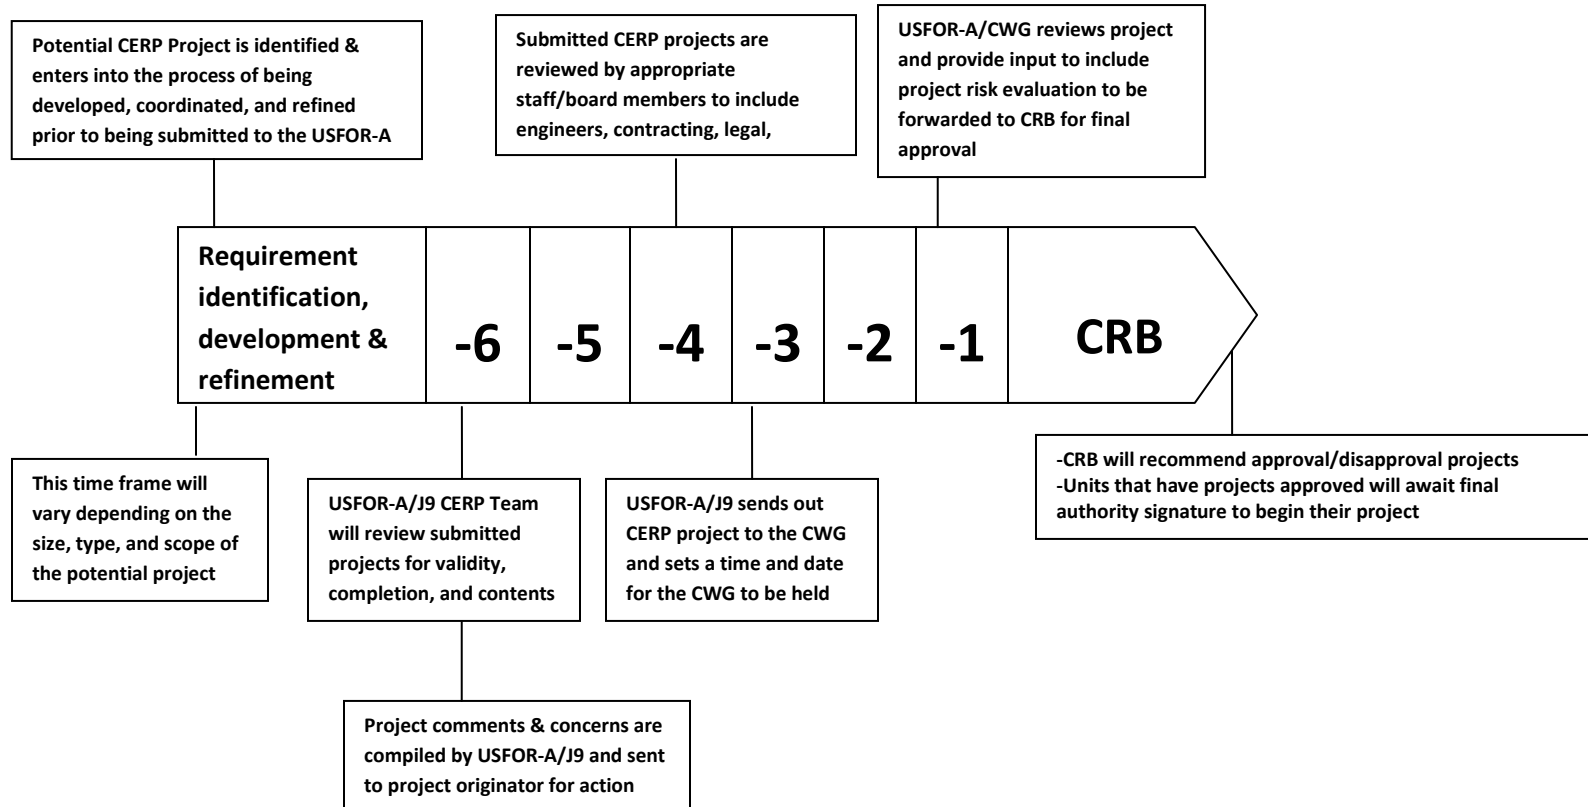 Potential CERP Project is identified &
enters into the process of being
developed, coordinated, and refined
prior to being submitted to the USFOR-A
Submitted CERP projects are
reviewed by appropriate
staff/board members to include
engineers, contracting, legal,
USFOR-A/CWG reviews project
and provide input to include
project risk evaluation to be
forwarded to CRB for final
approval
Requirement
identification,
development &
refinement
-6
-5
-4
-3
-2
-1
CRB
This time frame will
vary depending on the
size, type, and scope of
the potential project
USFOR-A/J9 CERP Team
will review submitted
projects for validity,
completion, and contents
USFOR-A/J9 sends out
CERP project to the CWG
and sets a time and date
for the CWG to be held
-CRB will recommend approval/disapproval projects
-Units that have projects approved will await final
authority signature to begin their project
Project comments & concerns are
compiled by USFOR-A/J9 and sent
to project originator for action